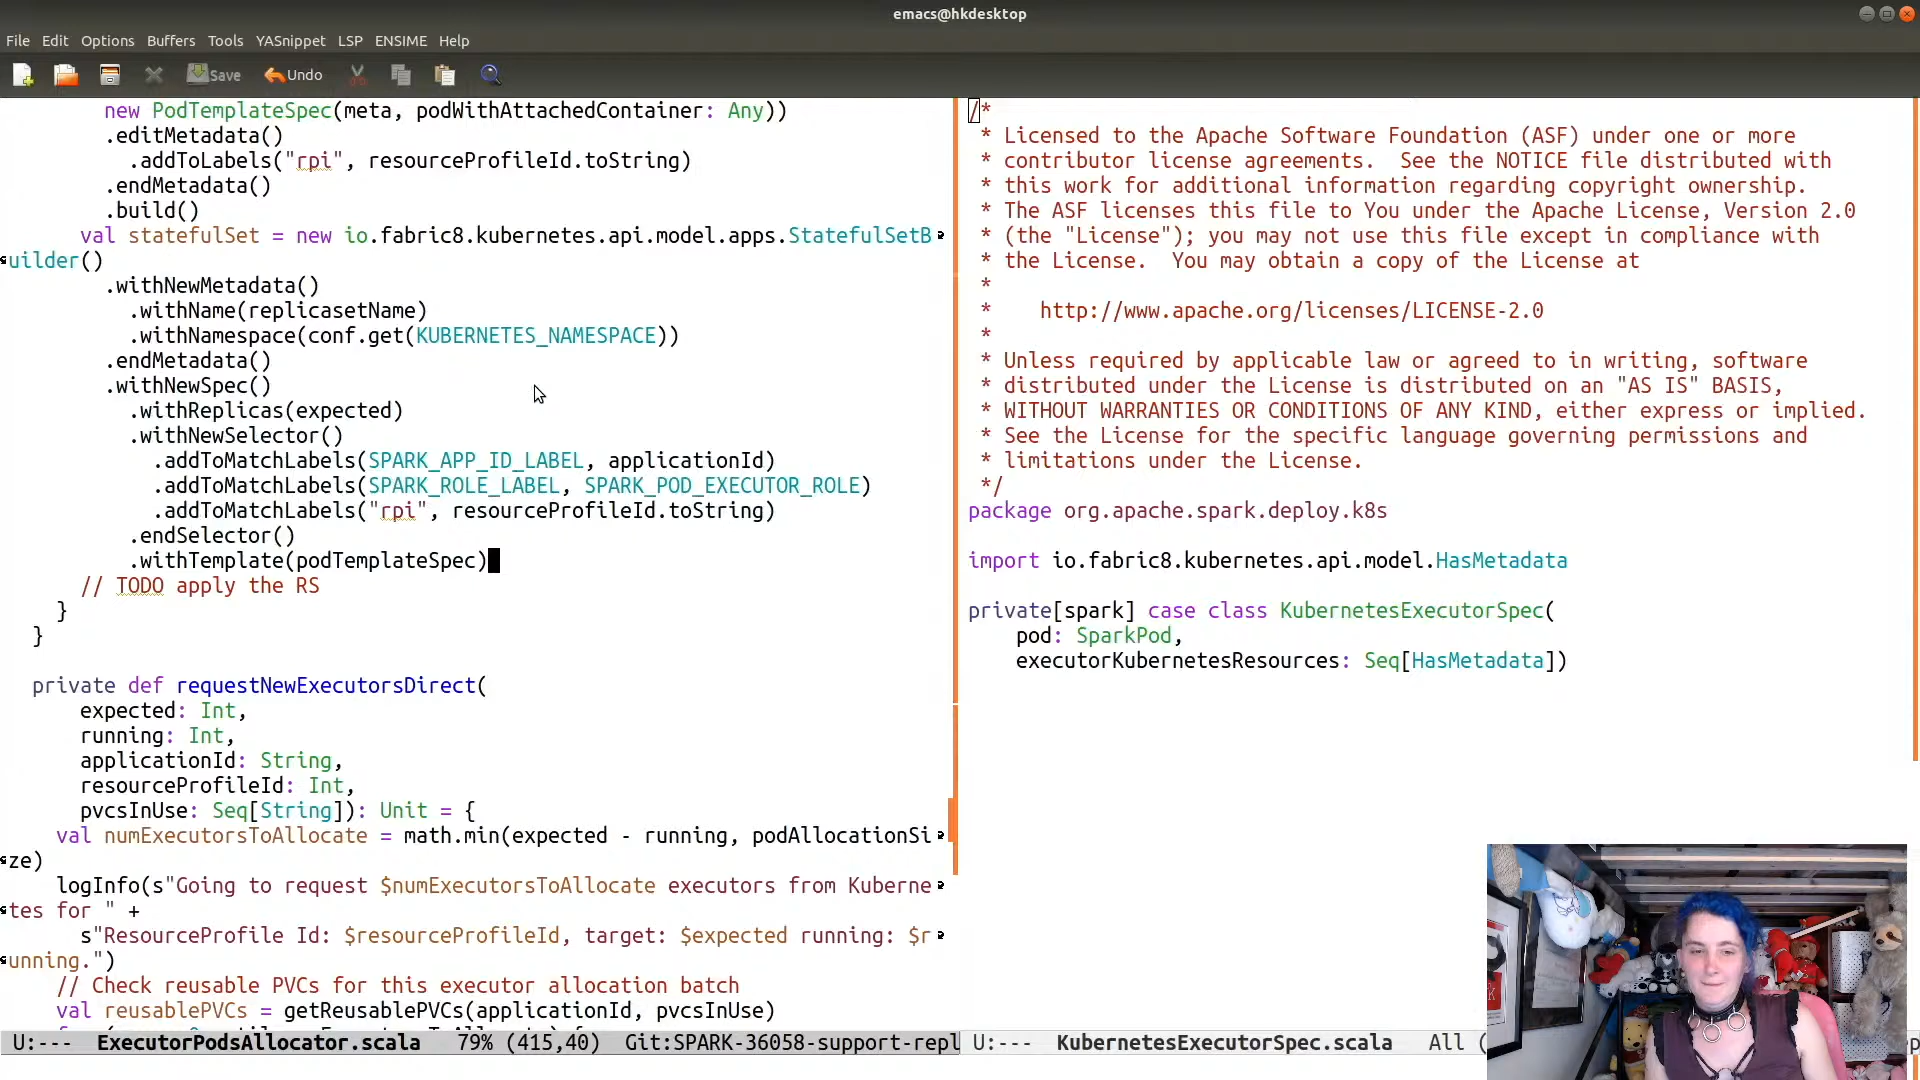 emacs@hkdesktop
File Edit Options Buffers Tools YASnippet LSP ENSIME Help
Save Undo
new PodTemplateSpec(meta, podWithAttachedContainer: Any))
.editMetadata()
.addToLabels("rpi", resourceProfileId.toString)
.endMetadata()
.build()
val statefulSet = new io.fabric8.kubernetes.api.model.apps.StatefulSetB
uilder()
.withNewMetadata()
.withName(replicasetName)
.withNamespace(conf.get(KUBERNETES_NAMESPACE))
.endMetadata()
.withNewSpec()
.withReplicas(expected)
.withNewSelector()
.addToMatchLabels(SPARK_APP_ID_LABEL, applicationId)
.addToMatchLabels(SPARK_ROLE_LABEL, SPARK_POD_EXECUTOR_ROLE)
.addToMatchLabels("rpi", resourceProfileId.toString)
.endSelector()
.withTemplate(podTemplateSpec)
// TODO apply the RS
}
}
private def requestNewExecutorsDirect(
expected: Int,
running: Int,
applicationId: String,
resourceProfileId: Int,
pvcsInUse: Seq[String]): Unit = {
val numExecutorsToAllocate = math.min(expected - running, podAllocationSi
ze)
logInfo(s"Going to request $numExecutorsToAllocate executors from Kuberne
tes for " +
s"ResourceProfile Id: $resourceProfileId, target: $expected running: $r
unning.")
// Check reusable PVCs for this executor allocation batch
val reusablePVCs = getReusablePVCs(applicationId, pvcsInUse)
U:--- ExecutorPodsAllocator.scala 79% (415,40) Git:SPARK-36058-support-repl
/*
* Licensed to the Apache Software Foundation (ASF) under one or more
* contributor license agreements. See the NOTICE file distributed with
* this work for additional information regarding copyright ownership.
* The ASF licenses this file to You under the Apache License, Version 2.0
* (the "License"); you may not use this file except in compliance with
* the License. You may obtain a copy of the License at
*
* http://www.apache.org/licenses/LICENSE-2.0
*
* Unless required by applicable law or agreed to in writing, software
* distributed under the License is distributed on an "AS IS" BASIS,
* WITHOUT WARRANTIES OR CONDITIONS OF ANY KIND, either express or implied.
* See the License for the specific language governing permissions and
* limitations under the License.
*/
package org.apache.spark.deploy.k8s
import io.fabric8.kubernetes.api.model.HasMetadata
private[spark] case class KubernetesExecutorSpec(
pod: SparkPod,
executorKubernetesResources: Seq[HasMetadata])
U:--- KubernetesExecutorSpec.scala All (